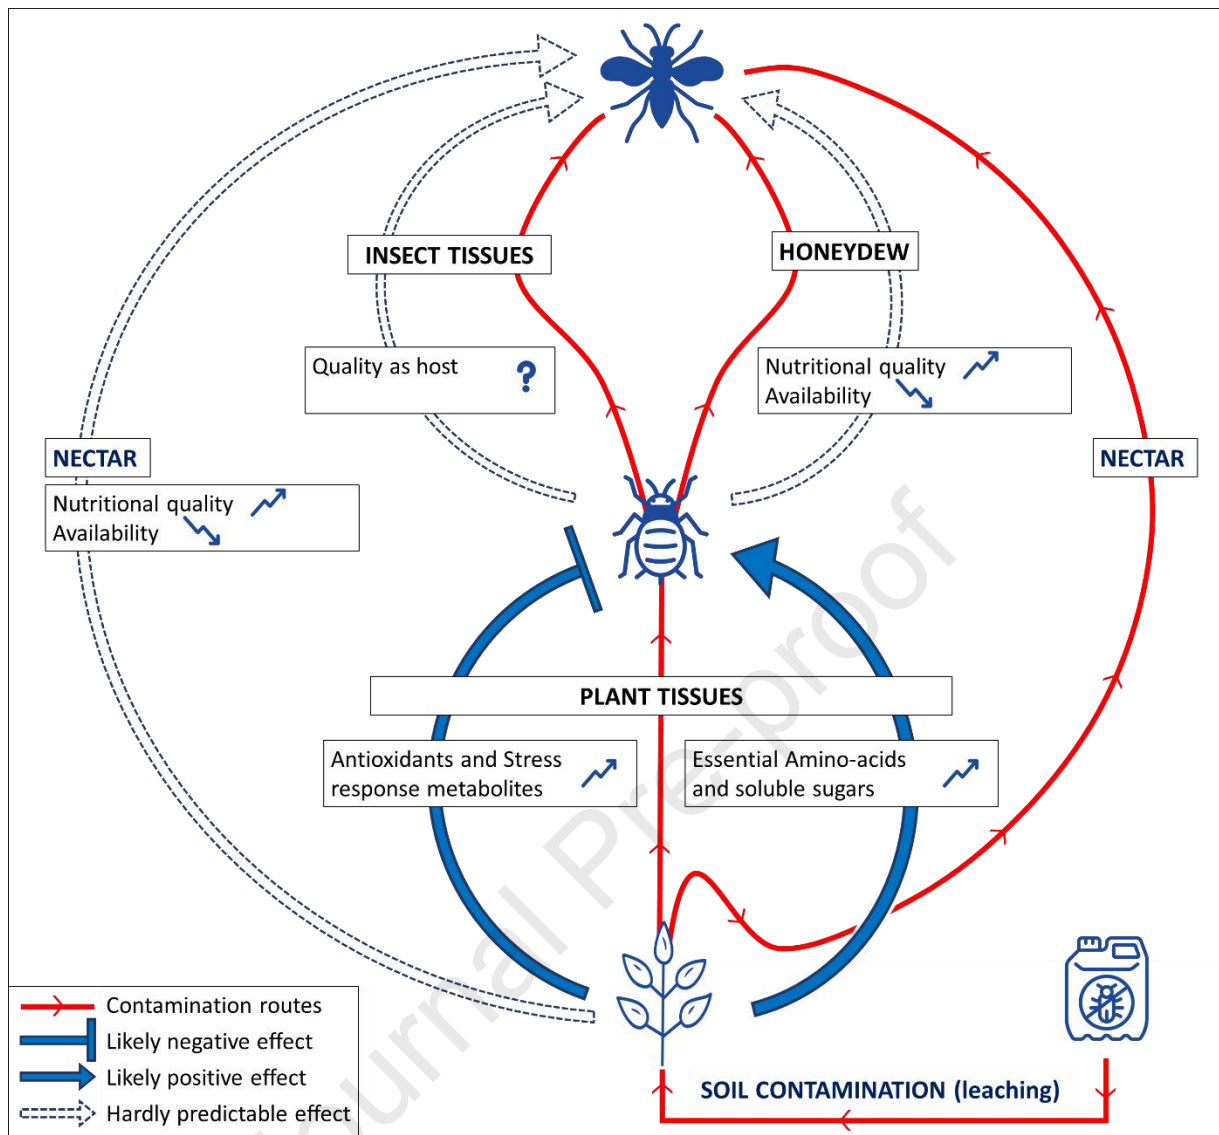 INSECT TISSUES
HONEYDEW
Quality as host
?
Nutritional quality
Availability
NECTAR
Nutritional quality
Availability
NECTAR
PLANT TISSUES
Antioxidants and Stress
response metabolites
Essential Amino-acids
and soluble sugars
Contamination routes
Likely negative effect
Likely positive effect
Hardly predictable effect
SOIL CONTAMINATION (leaching)
Journal Pre-proof